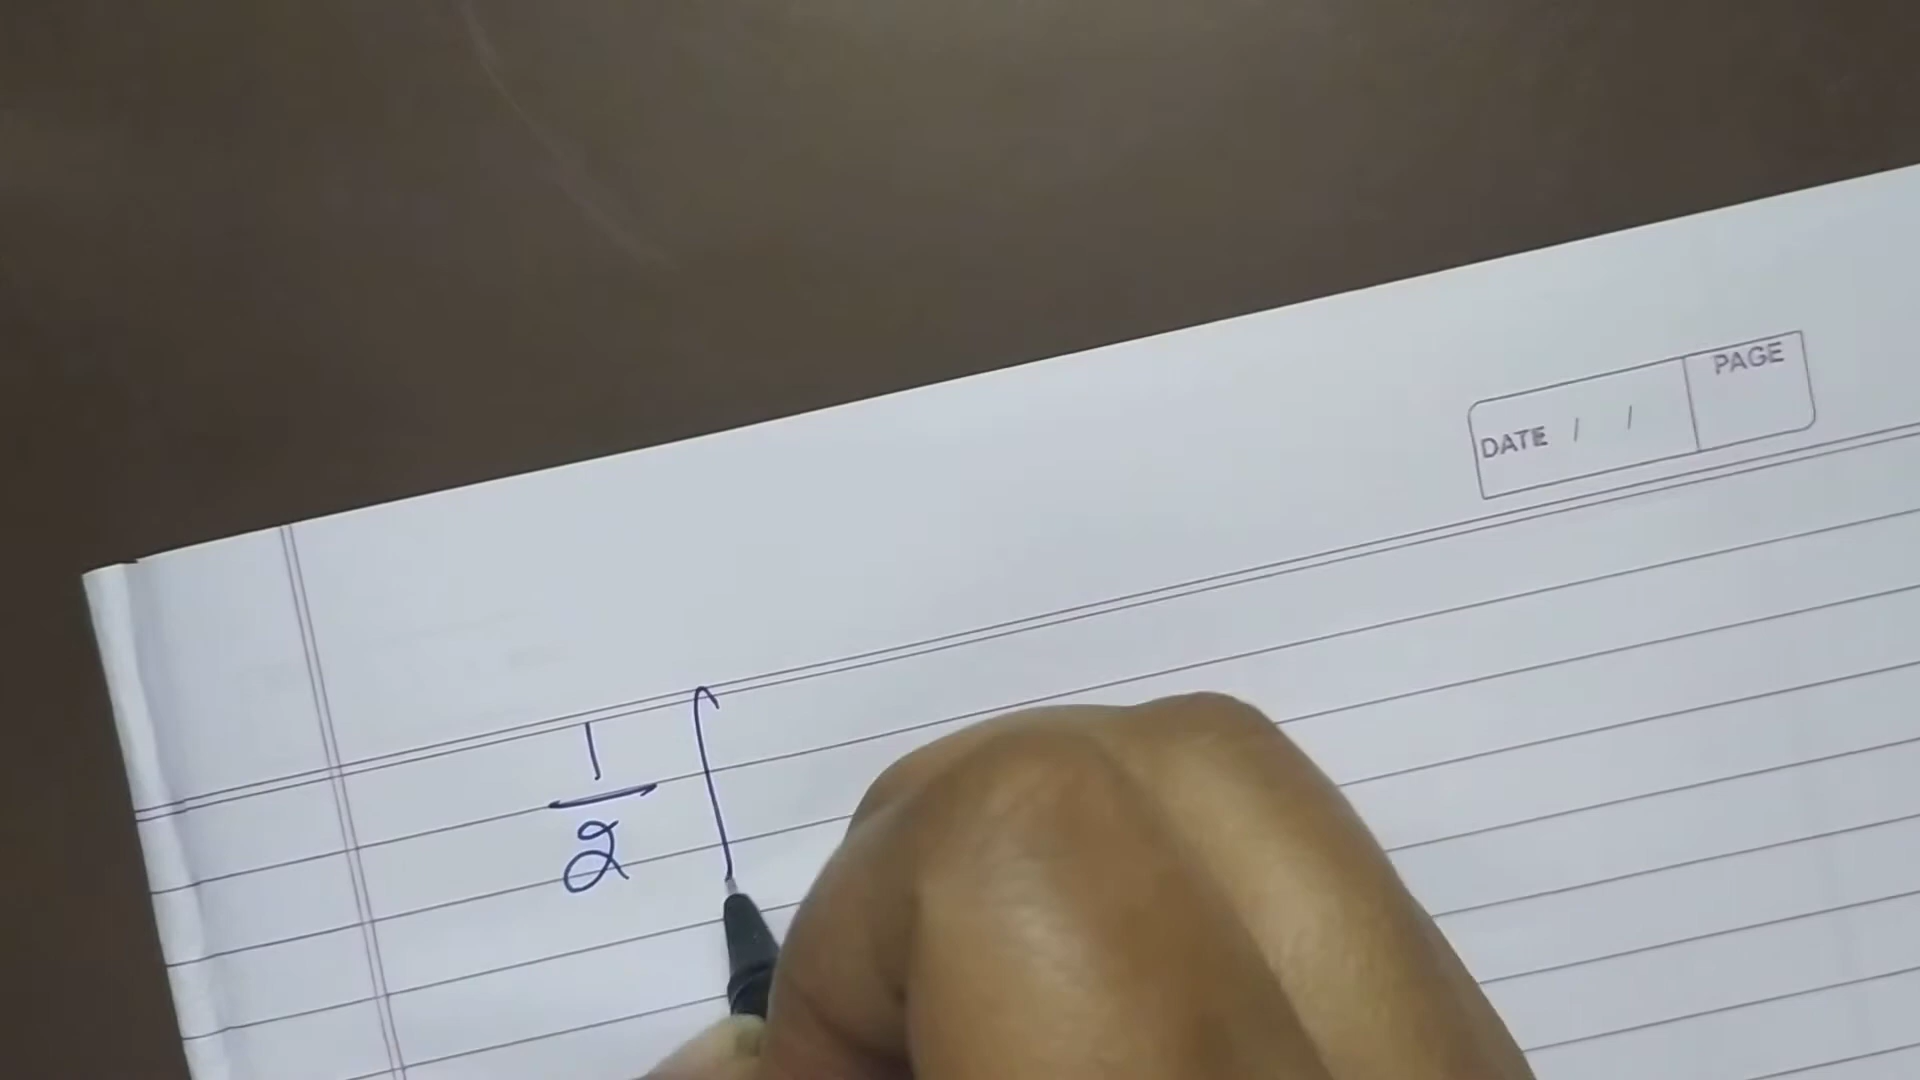 PAGE
DATE / /
1/2 ∫